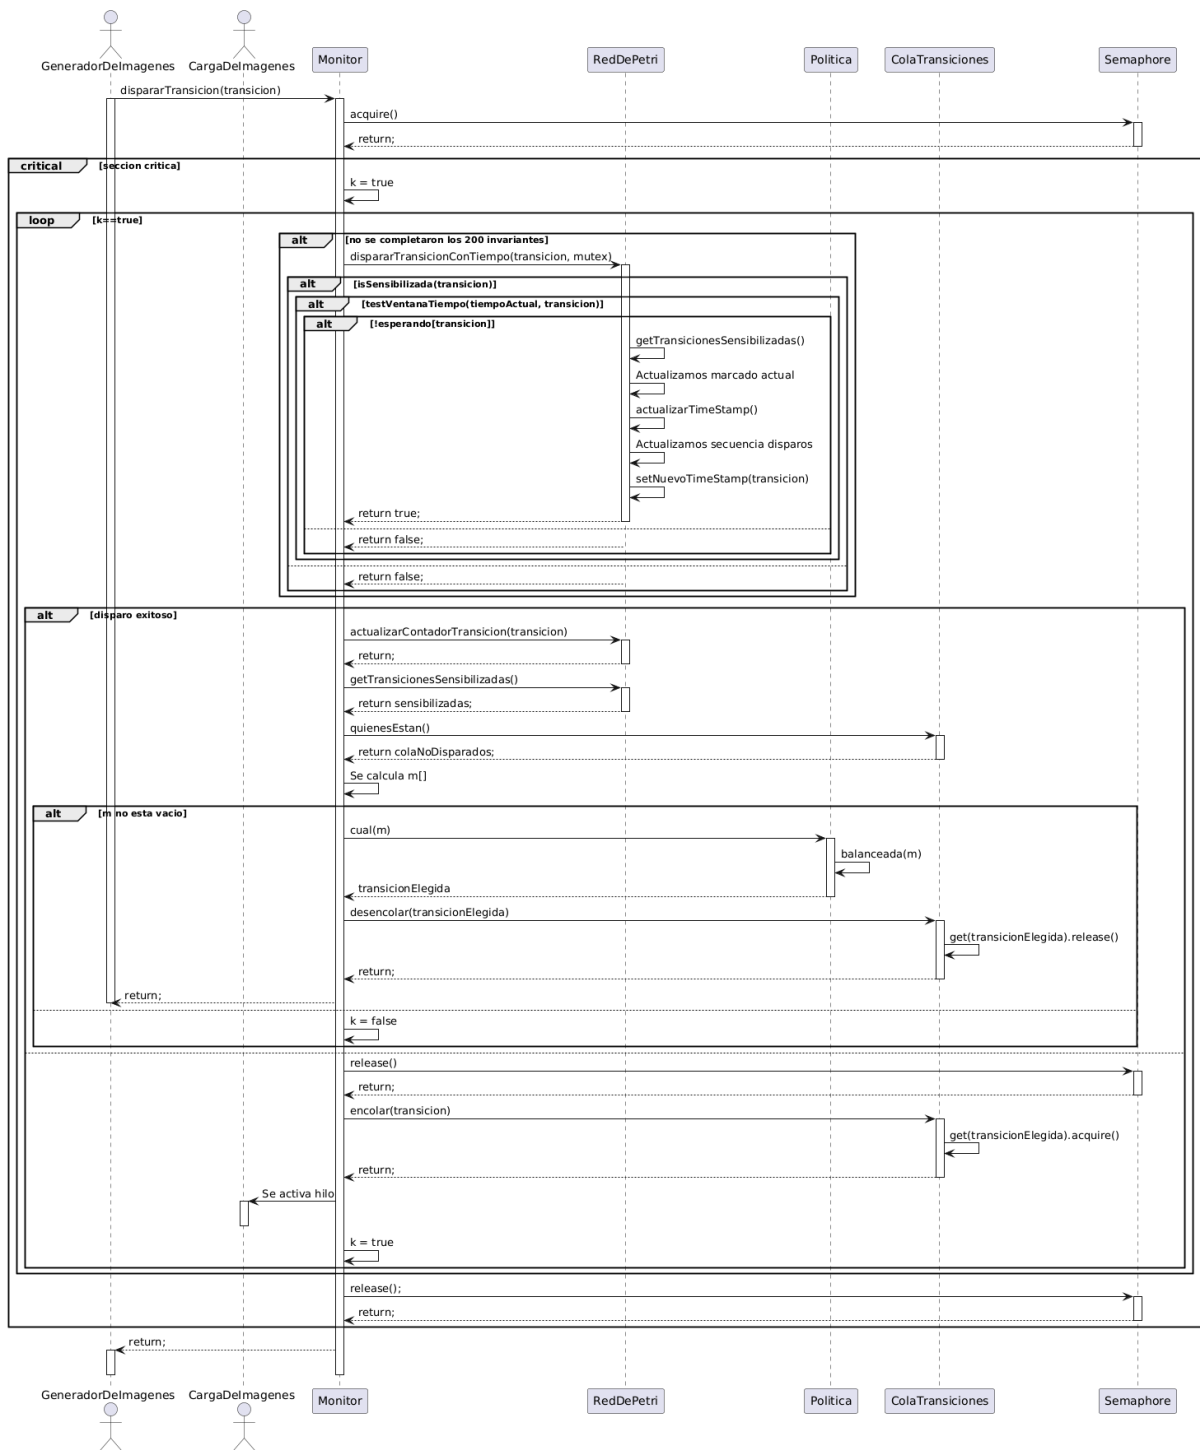 GeneradorDeImagenes
CargaDeImagenes
Monitor
RedDePetri
Politica
ColaTransiciones
Semaphore
dispararTransicion(transicion)
acquire()
return;
critical [seccion critica]
k = true
loop [k==true]
alt [no se completaron los 200 invariantes]
dispararTransicionConTiempo(transicion, mutex)
alt [isSensibilizada(transicion)]
alt [testVentanaTiempo(tiempoActual, transicion)]
alt [!esperando[transicion]]
getTransicionesSensibilizadas()
Actualizamos marcado actual
actualizarTimeStamp()
Actualizamos secuencia disparos
setNuevoTimeStamp(transicion)
return true;
return false;
return false;
alt [disparo exitoso]
actualizarContadorTransicion(transicion)
return;
getTransicionesSensibilizadas()
return sensibilizadas;
quienesEstan()
return colaNoDisparados;
Se calcula m[]
alt [m no esta vacio]
cual(m)
balanceada(m)
transicionElegida
desencolar(transicionElegida)
get(transicionElegida).release()
return;
return;
k = false
release()
return;
encolar(transicion)
get(transicionElegida).acquire()
return;
Se activa hilo
k = true
release();
return;
return;
GeneradorDeImagenes
CargaDeImagenes
Monitor
RedDePetri
Politica
ColaTransiciones
Semaphore